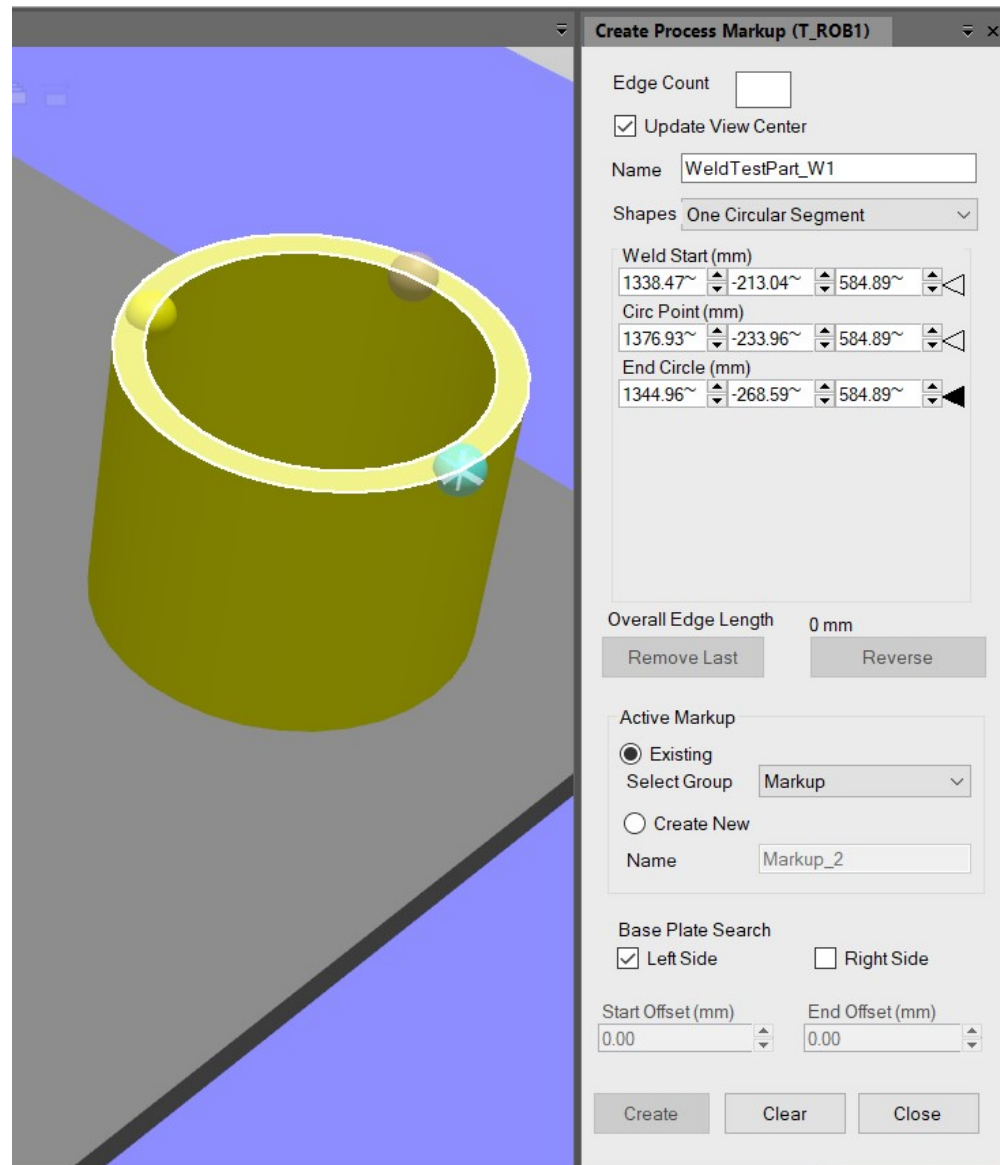 Create Process Markup (T_ROB1)
Edge Count
Update View Center
Name WeldTestPart_W1
Shapes One Circular Segment
Weld Start (mm)
1338.47~ -213.04~ 584.89~
Circ Point (mm)
1376.93~ -233.96~ 584.89~
End Circle (mm)
1344.96~ -268.59~ 584.89~
Overall Edge Length 0 mm
Remove Last Reverse
Active Markup
Existing
Select Group Markup
Create New
Name Markup_2
Base Plate Search
Left Side Right Side
Start Offset (mm) End Offset (mm)
0.00 0.00
Create Clear Close